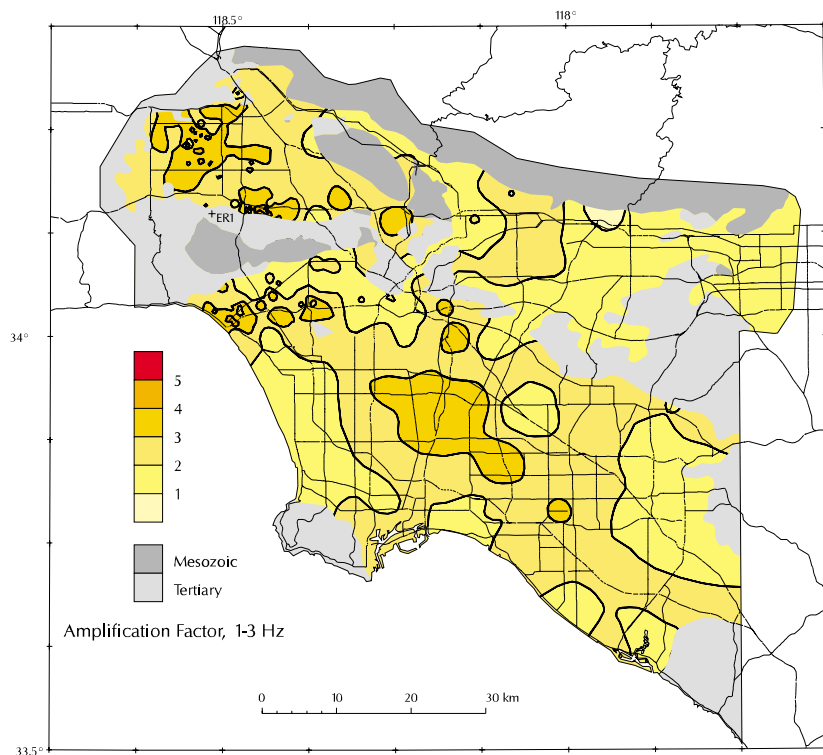 118.5°
118°
ER1
34°
5
4
3
2
1
Mesozoic
Tertiary
Amplification Factor, 1-3 Hz
0 10 20 30 km
33.5°